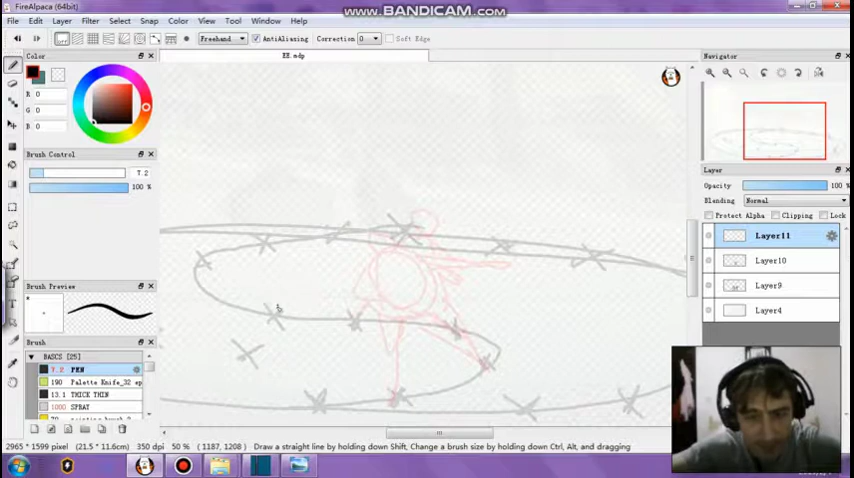 FireAlpaca (64bit)
www.BANDICAM.com
File Edit Layer Filter Select Snap Color View Tool Window Help
OFF Freehand AntiAliasing Correction 0 Soft Edge
Color
EE.mdp
Navigator
R 0
G 0
B 0
Brush Control
7.2
100 %
Layer
Opacity 100 %
Blending Normal
Protect Alpha Clipping Lock
Layer11
Layer10
Layer9
Layer4
Brush Preview
Brush
BASICS [25]
7.2 PEN
190 Palette Knife_32 ep
13.1 THICK THIN
1000 SPRAY
2965 * 1599 pixel (21.5 * 11.6cm) 350 dpi 50 % ( 1187, 1208 ) Draw a straight line by holding down Shift, Change a brush size by holding down Ctrl, Alt, and dragging